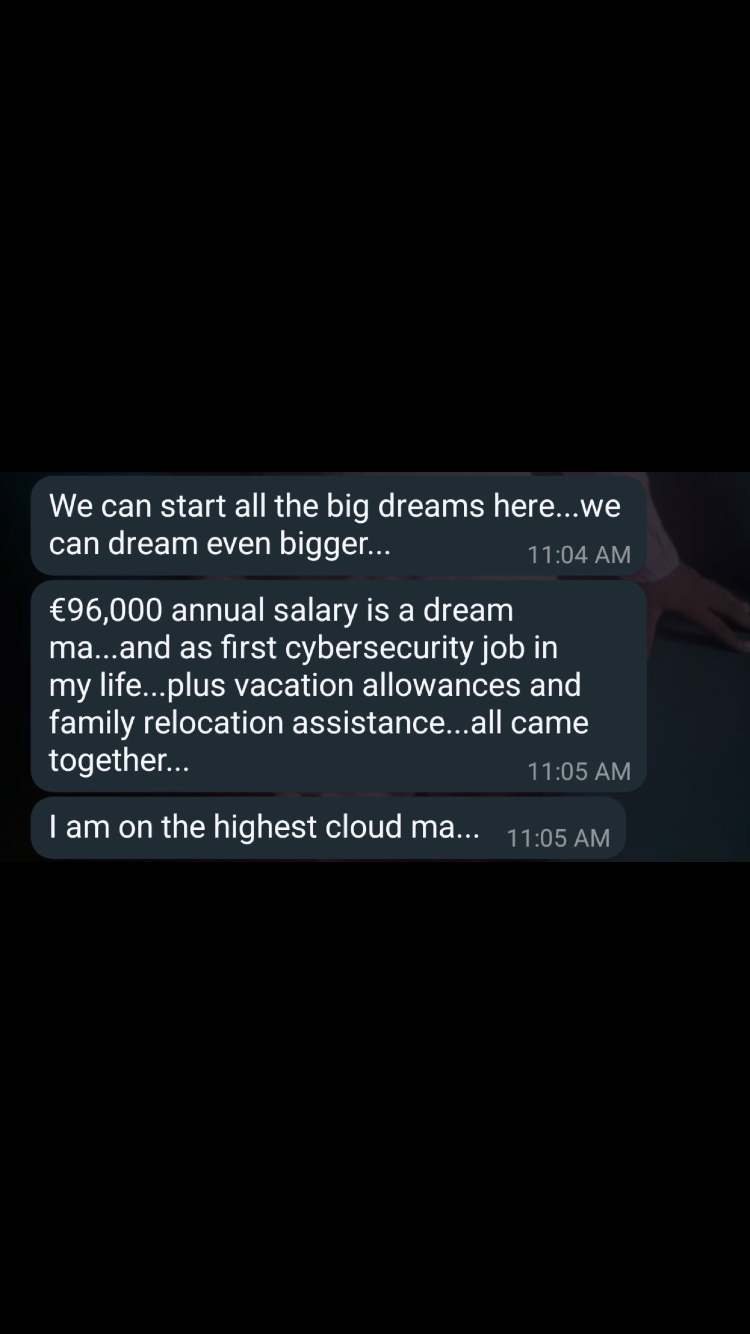 We can start all the big dreams here...we
can dream even bigger...
11:04 AM
€96,000 annual salary is a dream
ma...and as first cybersecurity job in
my life...plus vacation allowances and
family relocation assistance...all came
together...
11:05 AM
I am on the highest cloud ma...
11:05 AM